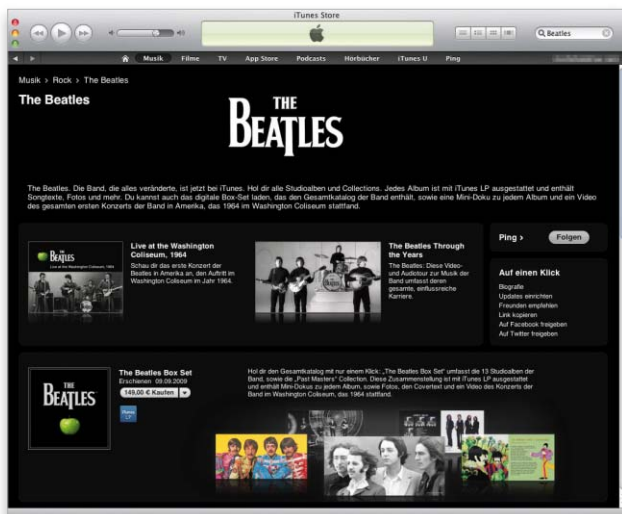 iTunes Store
Beatles
Musik Filme TV App Store Podcasts Hörbücher iTunes U Ping
Musik › Rock › The Beatles
The Beatles
THE
BEATLES
The Beatles. Die Band, die alles veränderte, ist jetzt bei iTunes. Hol dir alle Studioalben und Collections. Jedes Album ist mit iTunes LP ausgestattet und enthält
Songtexte, Fotos und mehr. Du kannst auch das digitale Box-Set laden, das den Gesamtkatalog der Band enthält, sowie eine Mini-Doku zu jedem Album und ein Video
des gesamten ersten Konzerts der Band in Amerika, das 1964 im Washington Coliseum stattfand.
THE
BEATLES
Live at the Washington Coliseum, 1964
Live at the Washington
Coliseum, 1964
Schau dir das erste Konzert der
Beatles in Amerika an, den Auftritt im
Washington Coliseum im Jahr 1964.
The Beatles Through
the Years
The Beatles: Diese Video-
und Audiotour zur Musik der
Band umfasst deren
gesamte, einflussreiche
Karriere.
Ping ›
Folgen
Auf einen Klick
Biografie
Updates einrichten
Freunden empfehlen
Link kopieren
Auf Facebook freigeben
Auf Twitter freigeben
THE
BEATLES
The Beatles Box Set
Erschienen 09.09.2009
149,00 € Kaufen
iTunes
LP
Hol dir den Gesamtkatalog mit nur einem Klick: „The Beatles Box Set" umfasst die 13 Studioalben der
Band, sowie die „Past Masters" Collection. Diese Zusammenstellung ist mit iTunes LP ausgestattet
und enthält Mini-Dokus zu jedem Album, sowie Fotos, den Covertext und ein Video des Konzerts der
Band im Washington Coliseum, das 1964 stattfand.